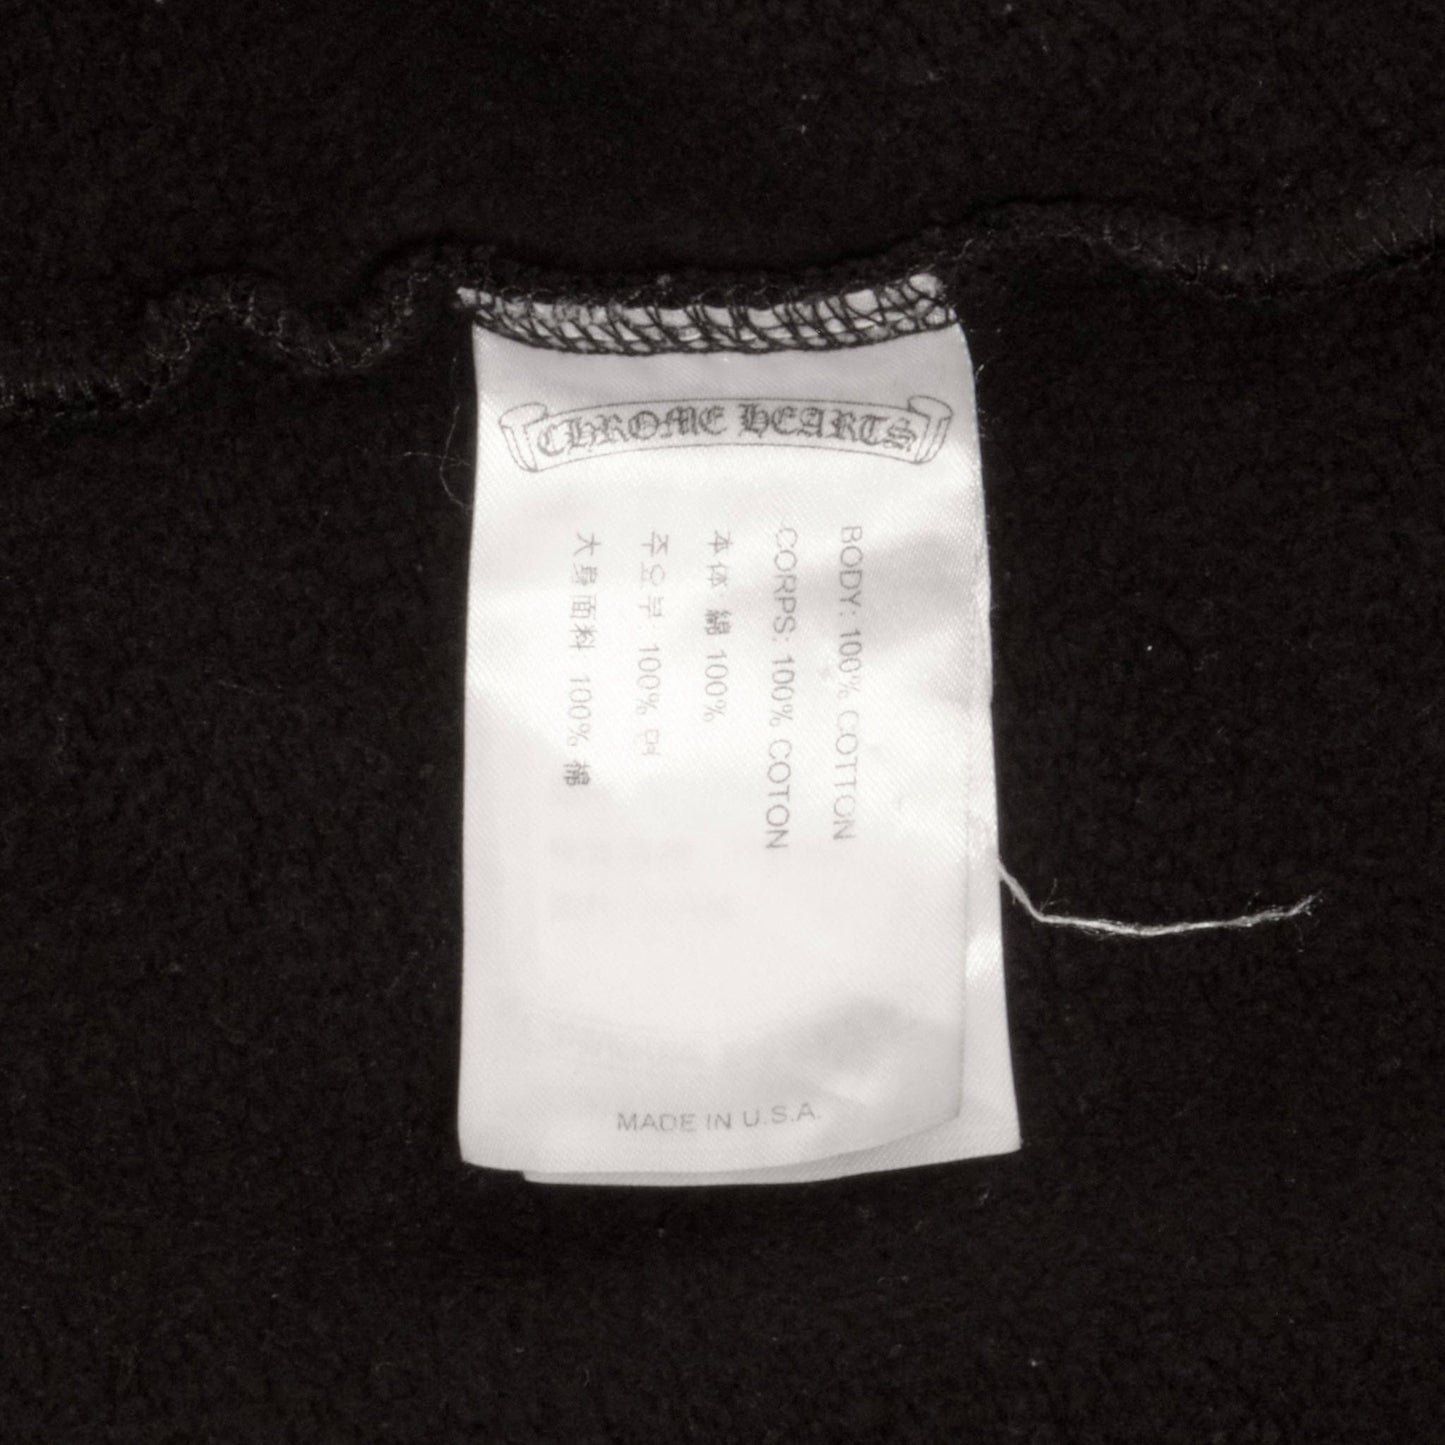 CHROME HEARTS
BODY: 100% COTTON
CORPS: 100% COTON
本体 綿 100%
주요부: 100% 면
大身面料: 100% 棉
MADE IN U.S.A.